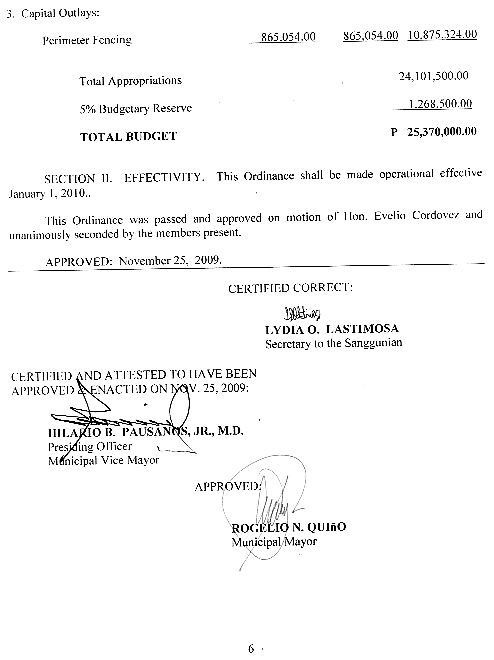 3. Capital Outlays:
Perimeter Fencing 865,054.00 865,054.00 10,875,324.00
Total Appropriations 24,101,500.00
5% Budgetary Reserve 1,268,500.00
TOTAL BUDGET P 25,370,000.00
SECTION II. EFFECTIVITY. This Ordinance shall be made operational effective
January 1, 2010..
This Ordinance was passed and approved on motion of Hon. Evelio Cordovez and
unanimously seconded by the members present.
APPROVED: November 25, 2009.
CERTIFIED CORRECT:
LYDIA O. LASTIMOSA
Secretary to the Sanggunian
CERTIFIED AND ATTESTED TO HAVE BEEN
APPROVED & ENACTED ON NOV. 25, 2009:
HILARIO B. PAUSANOS, JR., M.D.
Presiding Officer
Municipal Vice Mayor
APPROVED:
ROGELIO N. QUIñO
Municipal Mayor
6